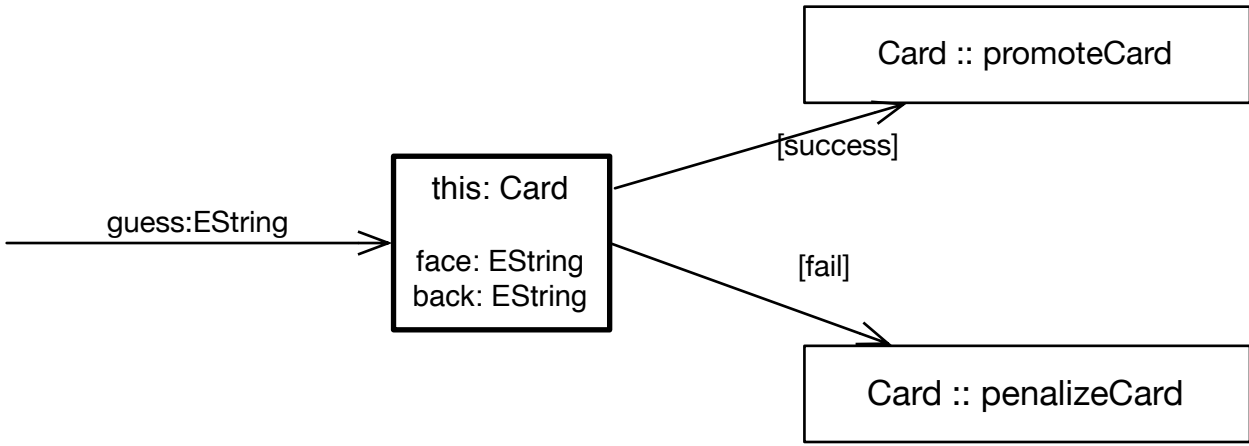 Card :: promoteCard
[success]
this: Card
guess:EString
face: EString
back: EString
[fail]
Card :: penalizeCard